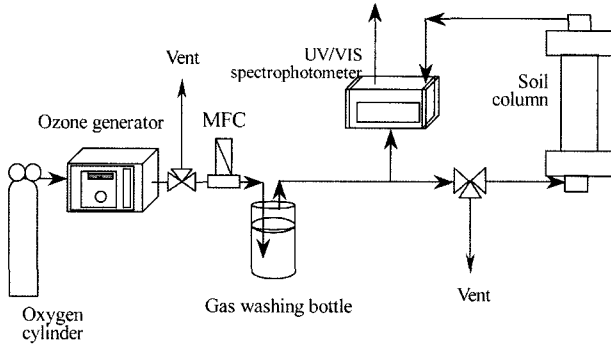 UV/VIS
spectrophotometer
Vent
Soil
column
Ozone generator
MFC
Gas washing bottle
Vent
Oxygen
cylinder